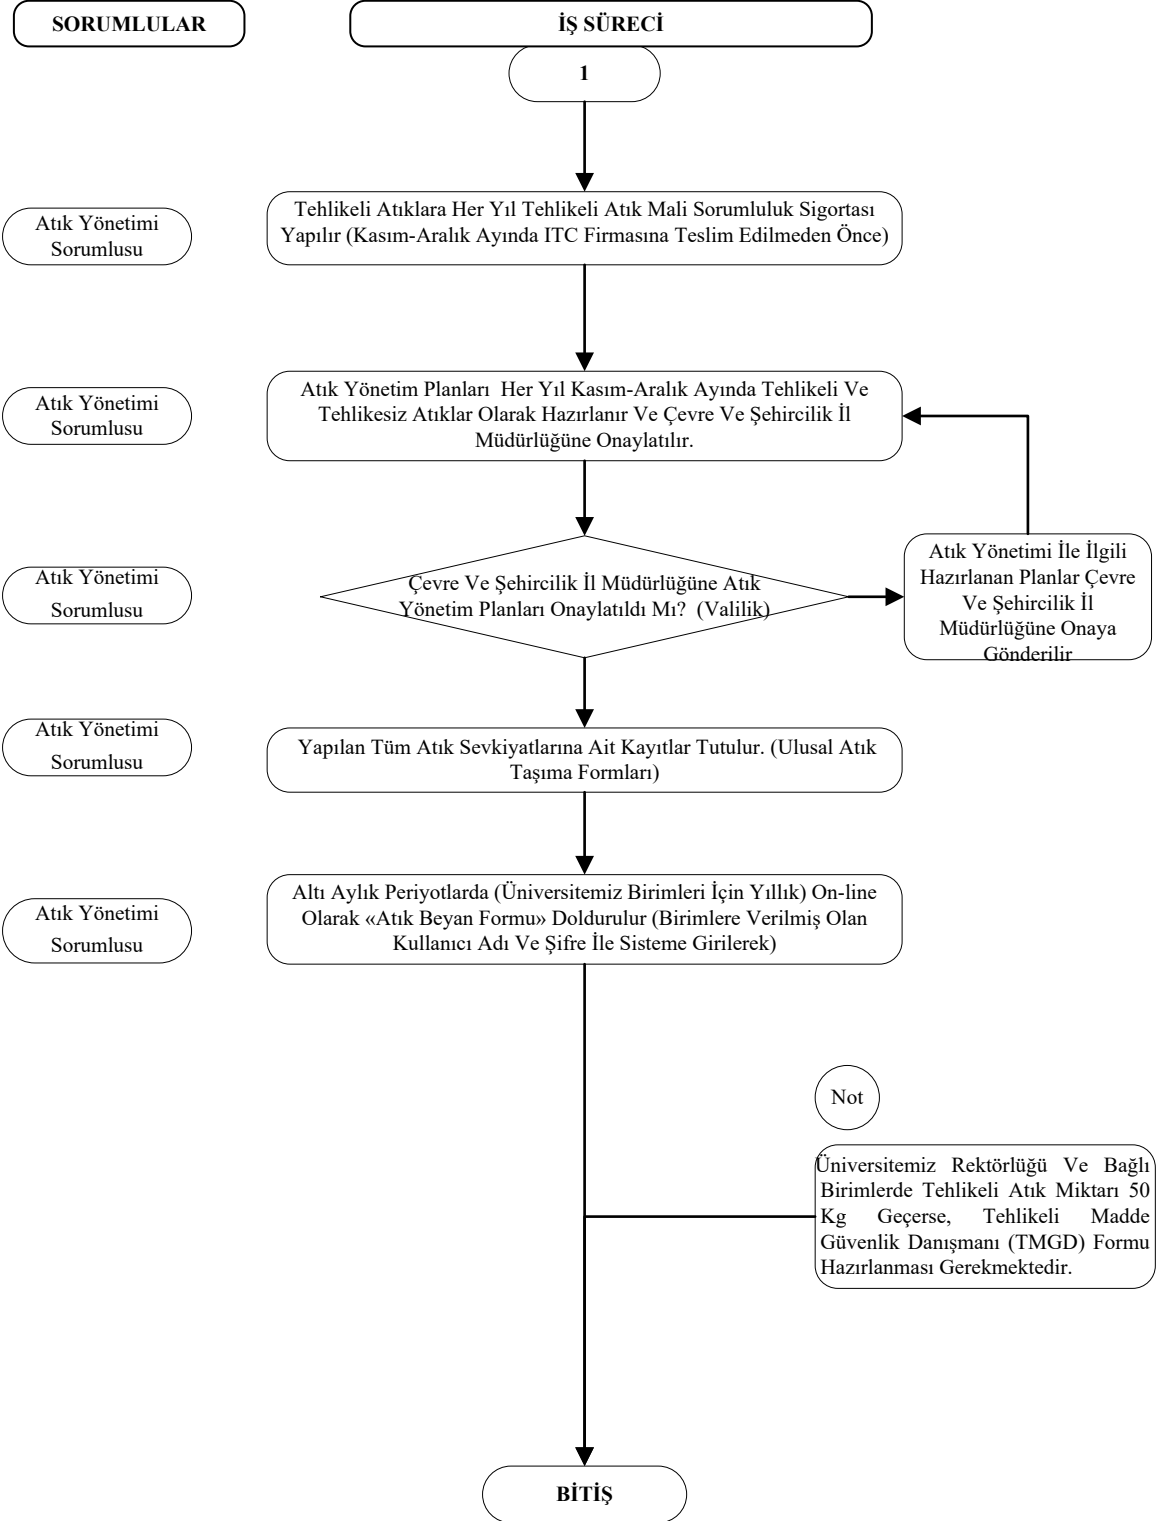 SORUMLULAR
İŞ SÜRECİ
1
Atık Yönetimi
Sorumlusu
Tehlikeli Atıklara Her Yıl Tehlikeli Atık Mali Sorumluluk Sigortası
Yapılır (Kasım-Aralık Ayında ITC Firmasına Teslim Edilmeden Önce)
Atık Yönetimi
Sorumlusu
Atık Yönetim Planları Her Yıl Kasım-Aralık Ayında Tehlikeli Ve
Tehlikesiz Atıklar Olarak Hazırlanır Ve Çevre Ve Şehircilik İl
Müdürlüğüne Onaylatılır.
Atık Yönetimi
Sorumlusu
Çevre Ve Şehircilik İl Müdürlüğüne Atık
Yönetim Planları Onaylatıldı Mı? (Valilik)
Atık Yönetimi İle İlgili
Hazırlanan Planlar Çevre
Ve Şehircilik İl
Müdürlüğüne Onaya
Gönderilir
Atık Yönetimi
Sorumlusu
Yapılan Tüm Atık Sevkiyatlarına Ait Kayıtlar Tutulur. (Ulusal Atık
Taşıma Formları)
Atık Yönetimi
Sorumlusu
Altı Aylık Periyotlarda (Üniversitemiz Birimleri İçin Yıllık) On-line
Olarak «Atık Beyan Formu» Doldurulur (Birimlere Verilmiş Olan
Kullanıcı Adı Ve Şifre İle Sisteme Girilerek)
Not
Üniversitemiz Rektörlüğü Ve Bağlı
Birimlerde Tehlikeli Atık Miktarı 50
Kg Geçerse, Tehlikeli Madde
Güvenlik Danışmanı (TMGD) Formu
Hazırlanması Gerekmektedir.
BİTİŞ